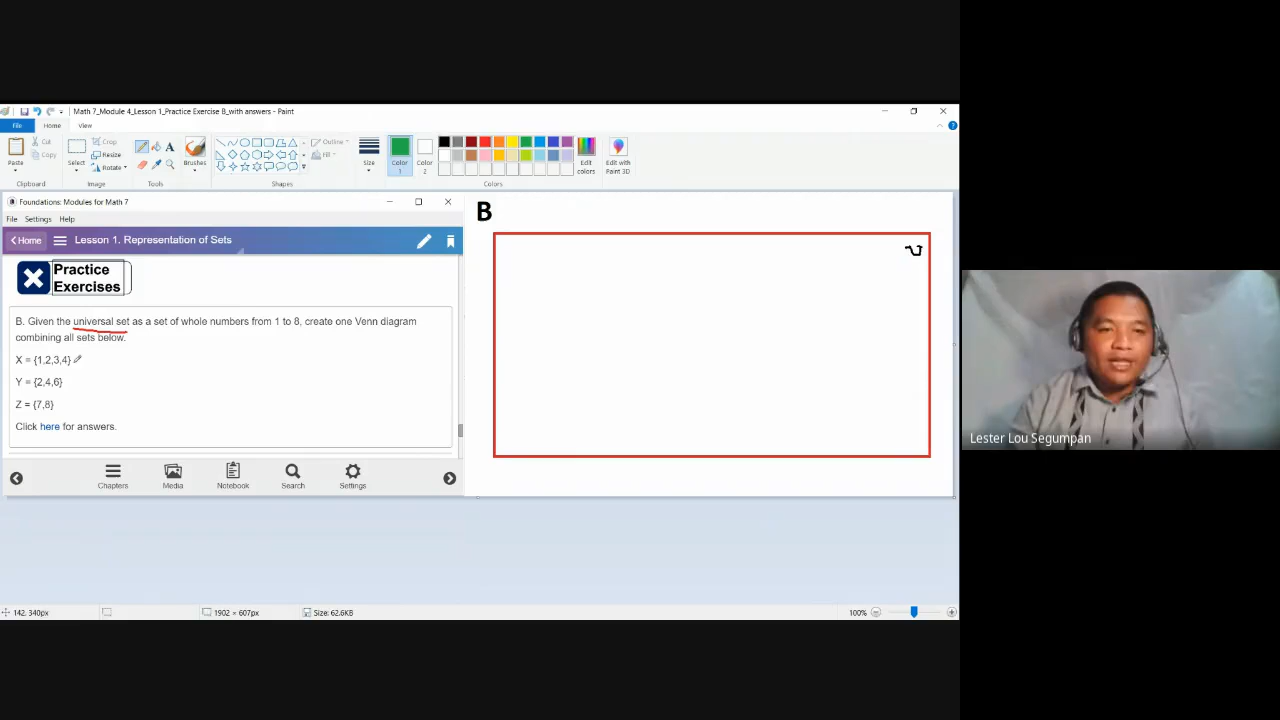 Math 7_Module 4_Lesson 1_Practice Exercise B_with answers - Paint
File Home View
Paste
Cut
Copy
Clipboard
Select
Crop
Resize
Rotate
Image
Tools
Brushes
Shapes
Outline
Fill
Size
Color 1
Color 2
Edit colors
Colors
Edit with Paint 3D
Foundations: Modules for Math 7
File Settings Help
Home
Lesson 1. Representation of Sets
Practice
Exercises
B. Given the universal set as a set of whole numbers from 1 to 8, create one Venn diagram
combining all sets below.
X = {1,2,3,4}
Y = {2,4,6}
Z = {7,8}
Click here for answers.
Chapters Media Notebook Search Settings
B
Lester Lou Segumpan
142, 340px
1902 × 607px
Size: 62.6KB
100%